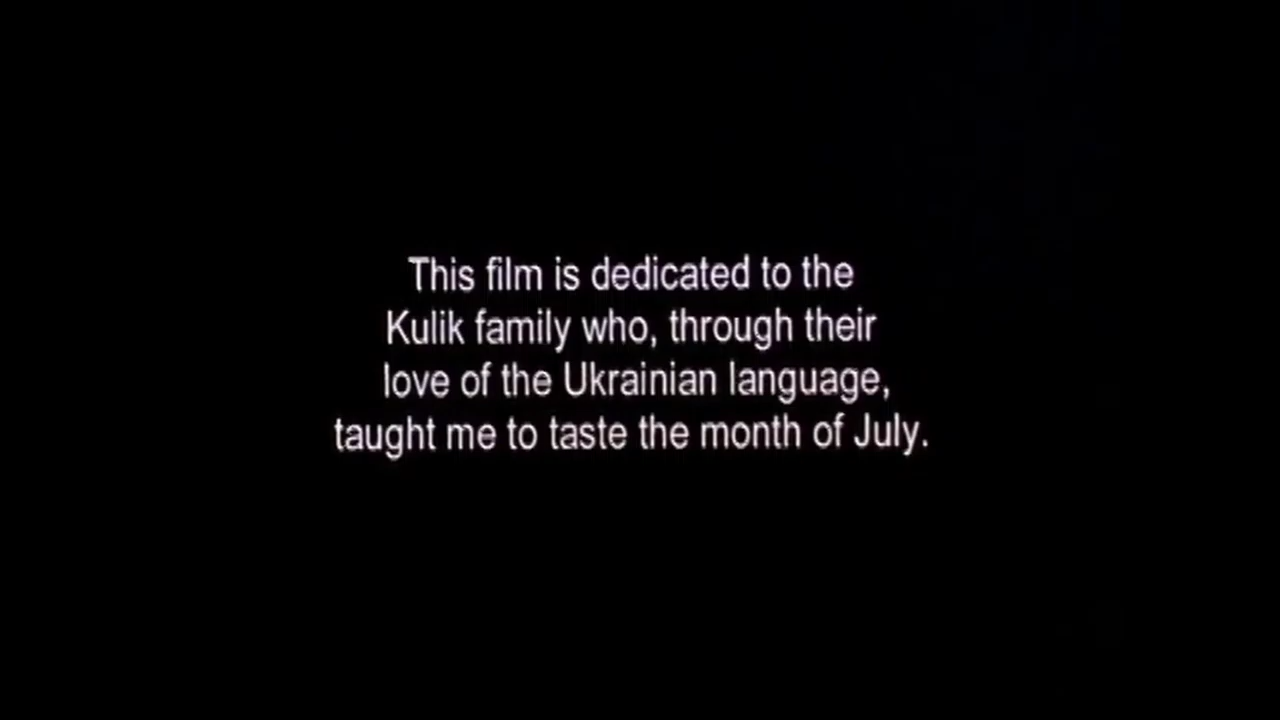 This film is dedicated to the
Kulik family who, through their
love of the Ukrainian language,
taught me to taste the month of July.